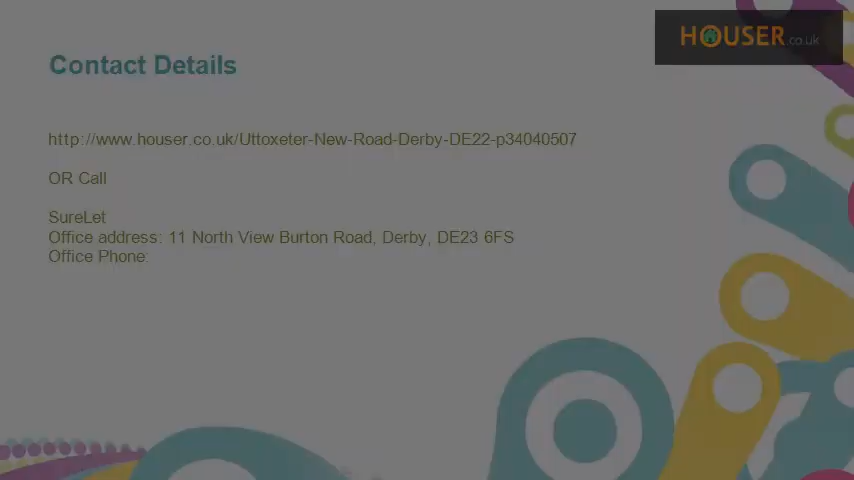 HOUSER.co.uk
Contact Details
http://www.houser.co.uk/Uttoxeter-New-Road-Derby-DE22-p34040507
OR Call
SureLet
Office address: 11 North View Burton Road, Derby, DE23 6FS
Office Phone: